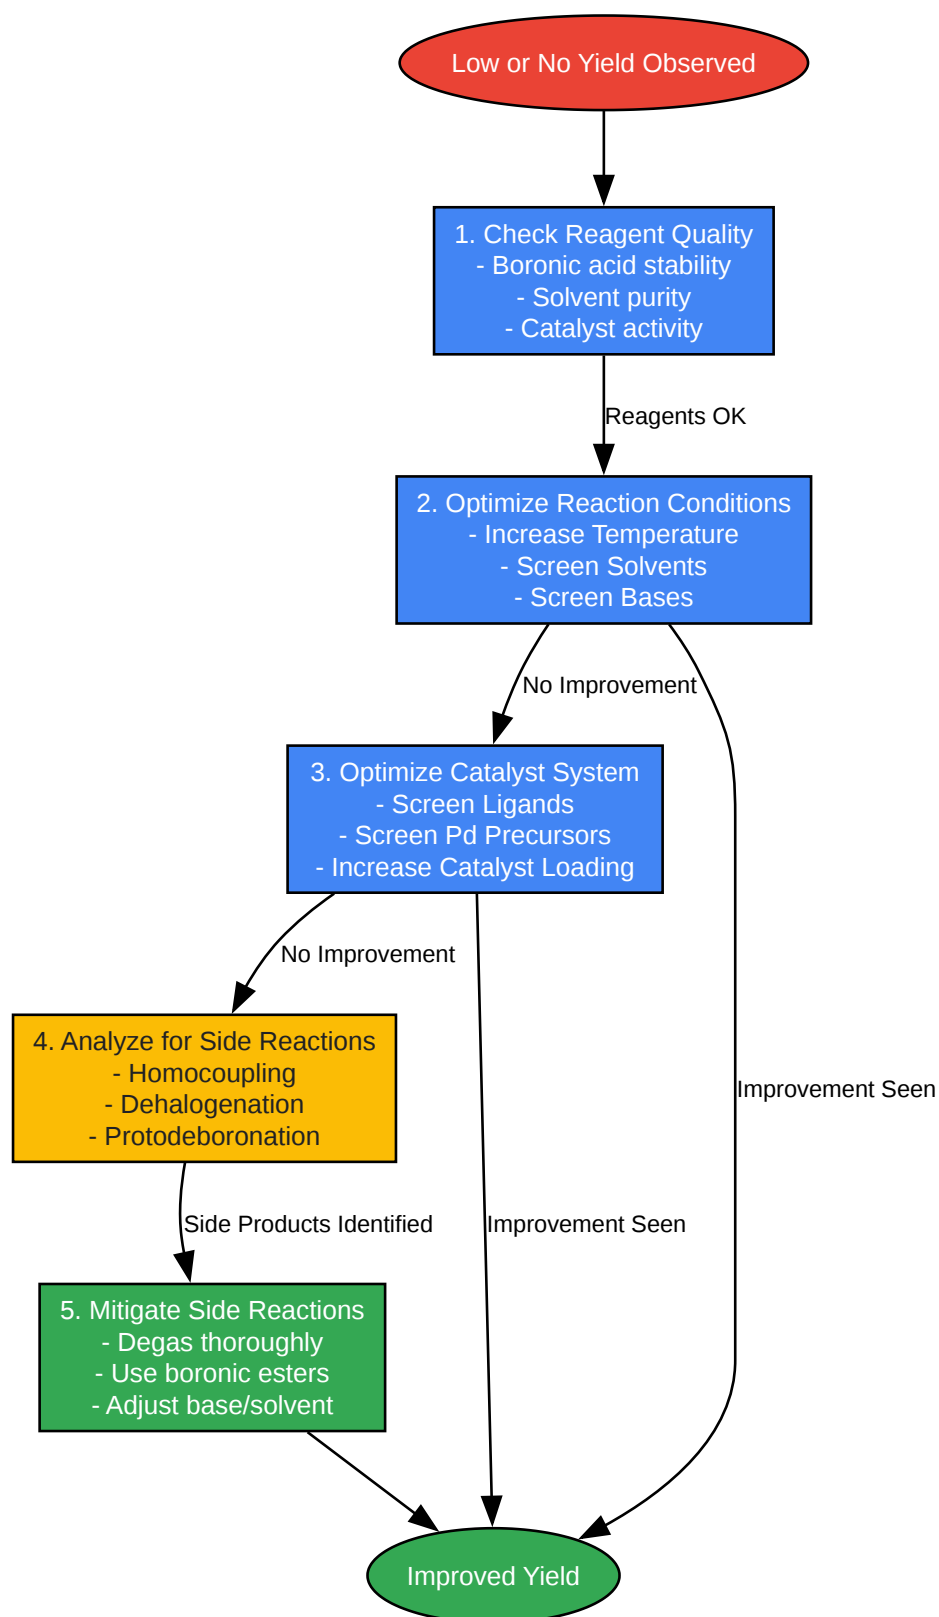 Low or No Yield Observed
1. Check Reagent Quality
- Boronic acid stability
- Solvent purity
- Catalyst activity
Reagents OK
2. Optimize Reaction Conditions
- Increase Temperature
- Screen Solvents
- Screen Bases
No Improvement
3. Optimize Catalyst System
- Screen Ligands
- Screen Pd Precursors
- Increase Catalyst Loading
No Improvement
4. Analyze for Side Reactions
- Homocoupling
- Dehalogenation
- Protodeboronation
Improvement Seen
Side Products Identified
Improvement Seen
5. Mitigate Side Reactions
- Degas thoroughly
- Use boronic esters
- Adjust base/solvent
Improved Yield